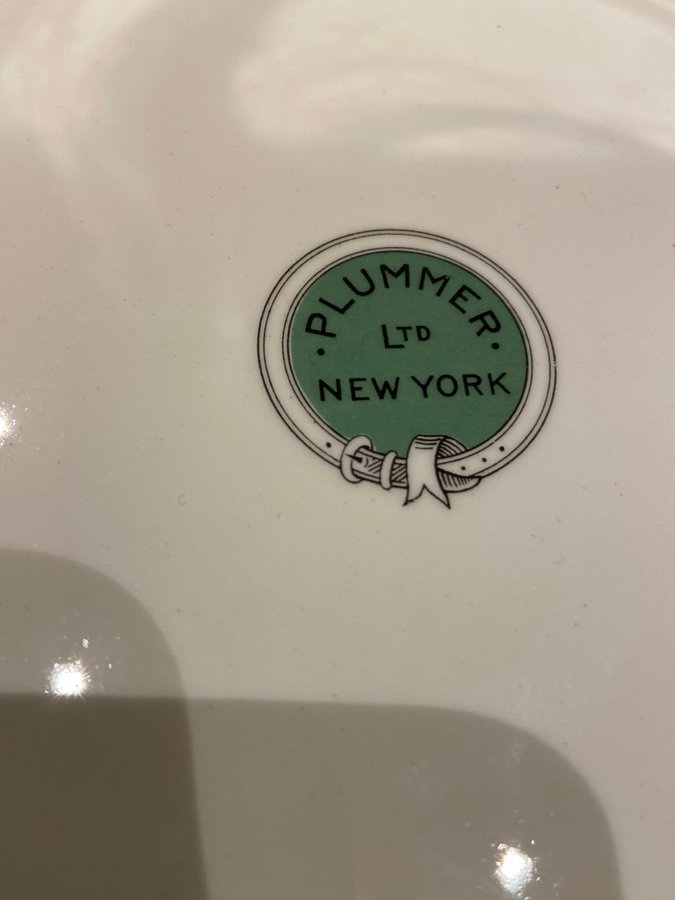 · PLUMMER ·
LTD
NEW YORK